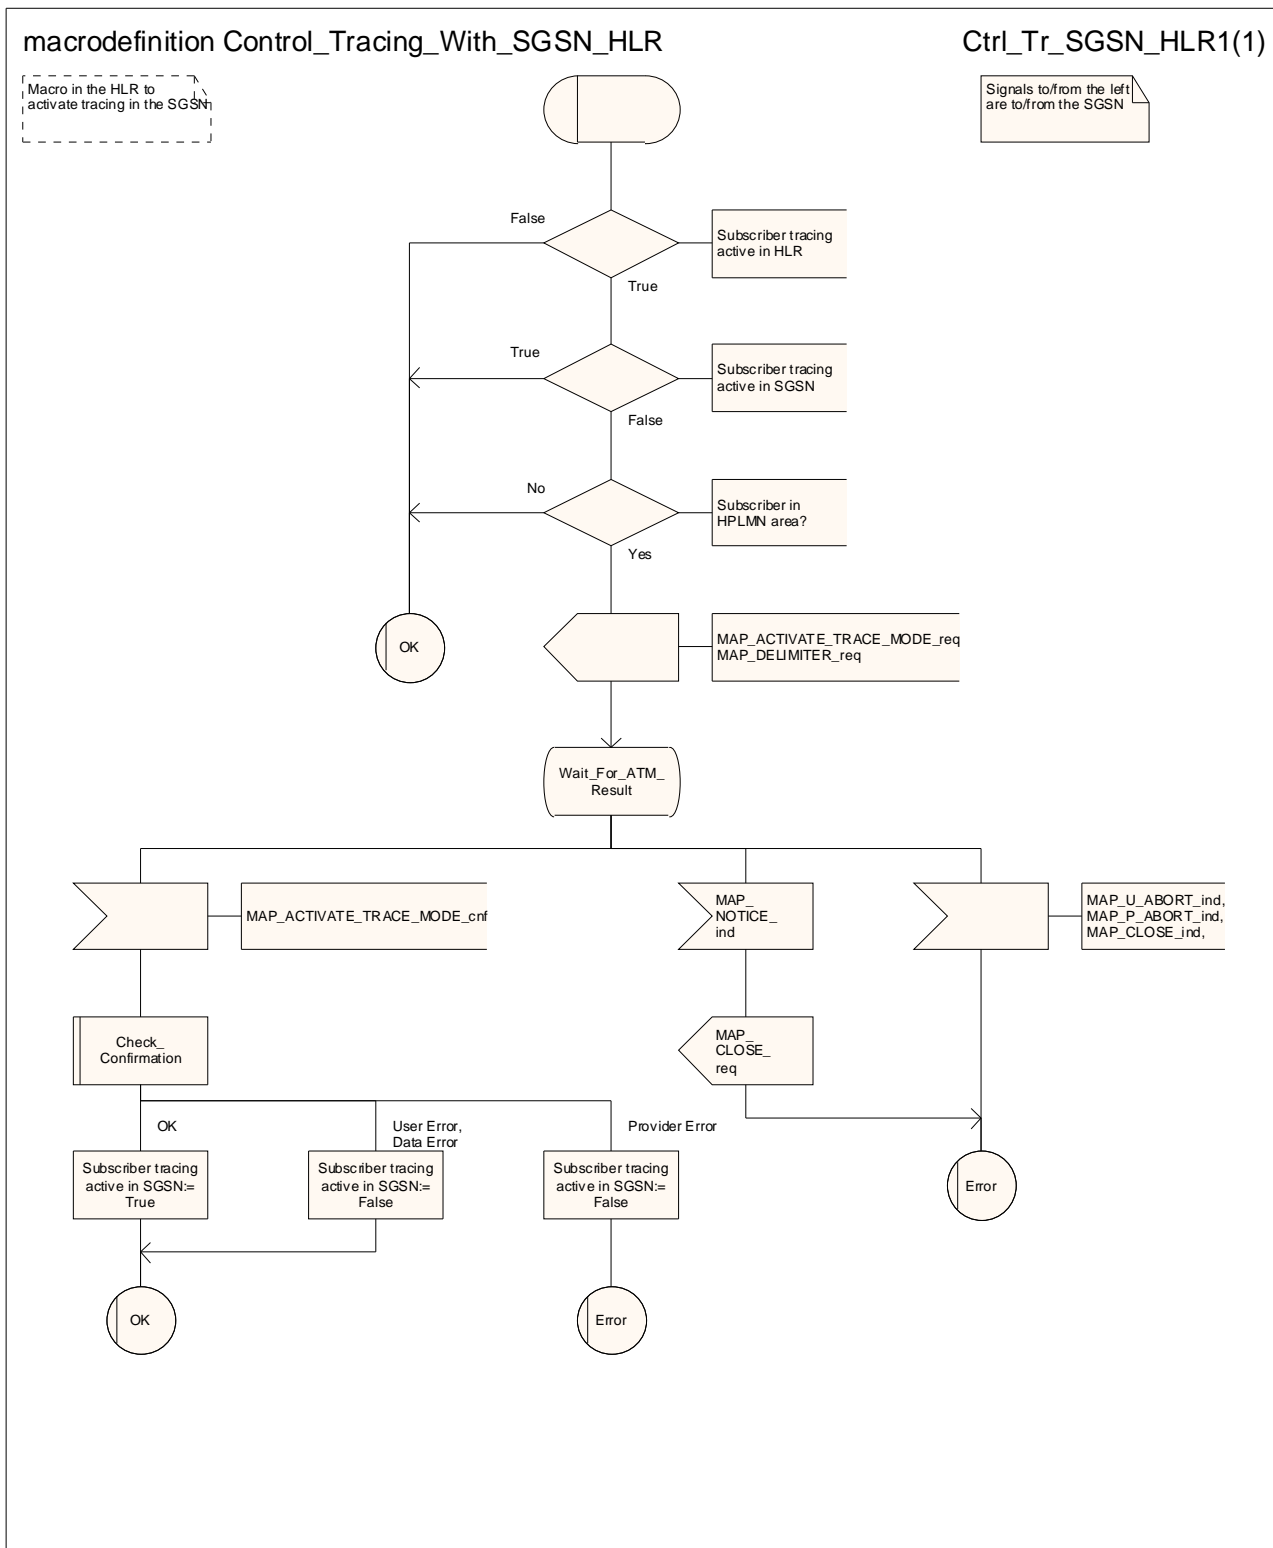 macrodefinition Control_Tracing_With_SGSN_HLR
Ctrl_Tr_SGSN_HLR1(1)
Macro in the HLR to
activate tracing in the SGSN
Signals to/from the left
are to/from the SGSN
False
Subscriber tracing
active in HLR
True
True
Subscriber tracing
active in SGSN
False
No
Subscriber in
HPLMN area?
Yes
OK
MAP_ACTIVATE_TRACE_MODE_req
MAP_DELIMITER_req
Wait_For_ATM_
Result
MAP_ACTIVATE_TRACE_MODE_cnf
MAP_
NOTICE_
ind
MAP_U_ABORT_ind,
MAP_P_ABORT_ind,
MAP_CLOSE_ind,
Check_
Confirmation
MAP_
CLOSE_
req
OK
User Error,
Data Error
Provider Error
Subscriber tracing
active in SGSN:=
True
Subscriber tracing
active in SGSN:=
False
Subscriber tracing
active in SGSN:=
False
Error
OK
Error